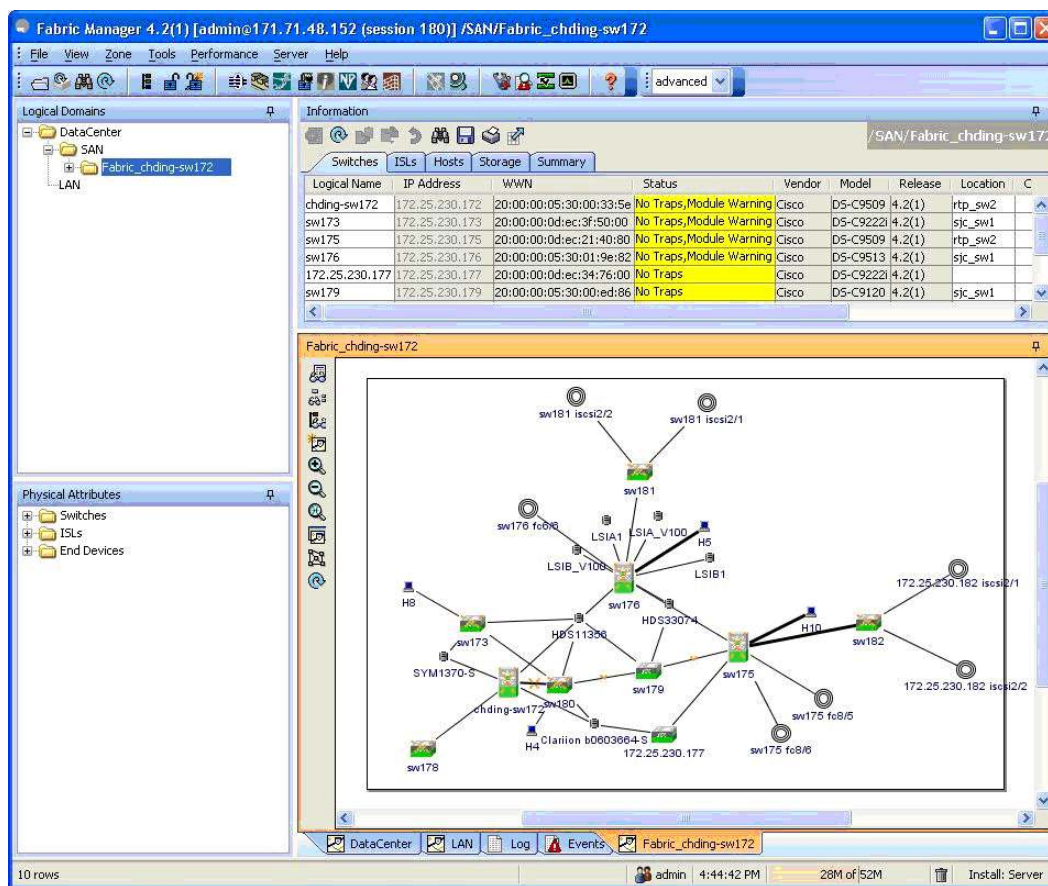 Fabric Manager 4.2(1) [admin@171.71.48.152 (session 180)] /SAN/Fabric_chding-sw172
File View Zone Tools Performance Server Help
advanced
Logical Domains
DataCenter
SAN
Fabric_chding-sw172
LAN
Information
/SAN/Fabric_chding-sw172
Switches ISLs Hosts Storage Summary
Logical Name IP Address WWN Status Vendor Model Release Location C
chding-sw172 172.25.230.172 20:00:00:05:30:00:33:5e No Traps,Module Warning Cisco DS-C9509 4.2(1) rtp_sw2
sw173 172.25.230.173 20:00:00:0d:ec:3f:50:00 No Traps,Module Warning Cisco DS-C9222i 4.2(1) sjc_sw1
sw175 172.25.230.175 20:00:00:0d:ec:21:40:80 No Traps,Module Warning Cisco DS-C9509 4.2(1) rtp_sw2
sw176 172.25.230.176 20:00:00:05:30:01:9e:82 No Traps,Module Warning Cisco DS-C9513 4.2(1) sjc_sw1
172.25.230.177 172.25.230.177 20:00:00:0d:ec:34:76:00 No Traps Cisco DS-C9222i 4.2(1)
sw179 172.25.230.179 20:00:00:05:30:00:ed:86 No Traps Cisco DS-C9120 4.2(1) sjc_sw1
Fabric_chding-sw172
sw181 iscsi2/2
sw181 iscsi2/1
sw181
sw176 fc6/6
LSIA1
LSIA_V100
H5
LSIB_V100
LSIB1
sw176
172.25.230.182 iscsi2/1
H8
HDS33074
H10
sw173
HDS11356
sw182
SYM1370-S
sw175
sw179
172.25.230.182 iscsi2/2
chding-sw172
sw180
sw175 fc8/5
H4
Clariion b0603664-S
172.25.230.177
sw175 fc8/6
sw178
Physical Attributes
Switches
ISLs
End Devices
DataCenter LAN Log Events Fabric_chding-sw172
10 rows admin 4:44:42 PM 28M of 52M Install: Server